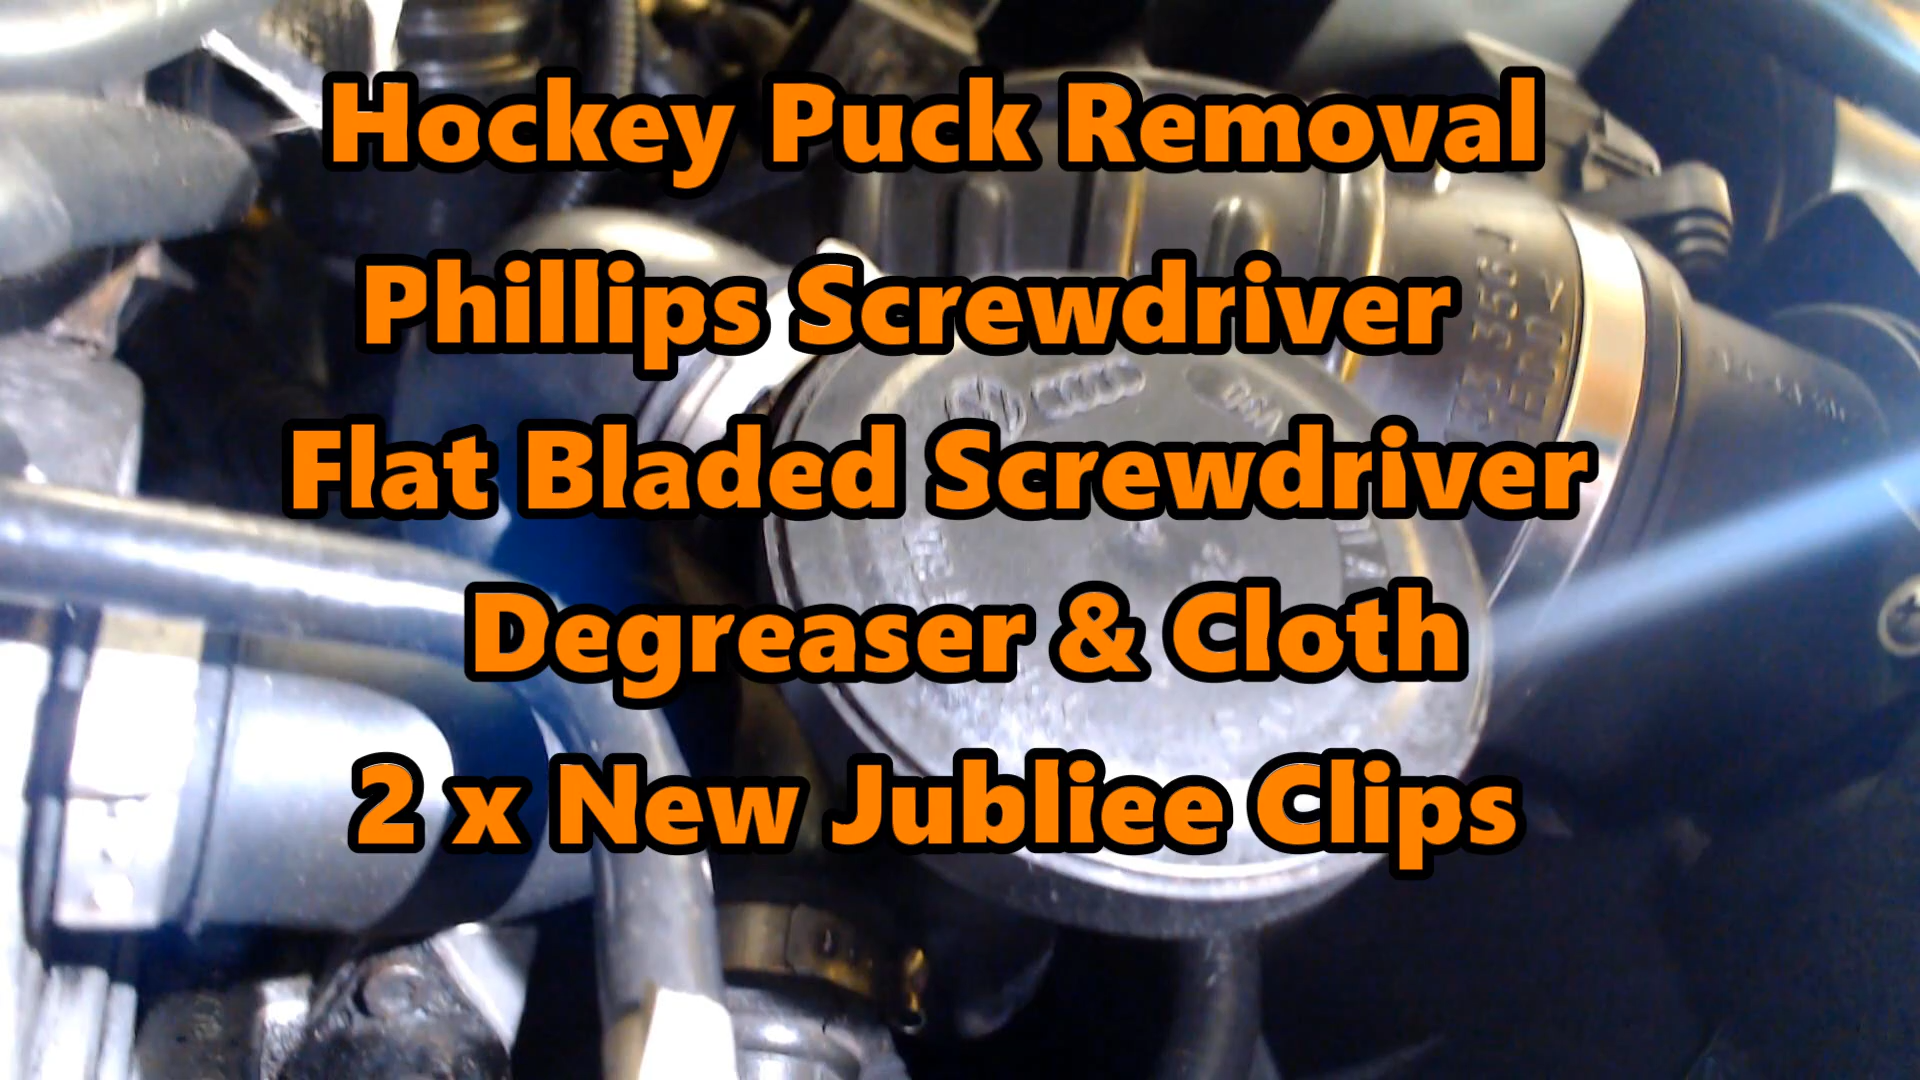 Hockey Puck Removal
Phillips Screwdriver
Flat Bladed Screwdriver
Degreaser & Cloth
2 x New Jubliee Clips